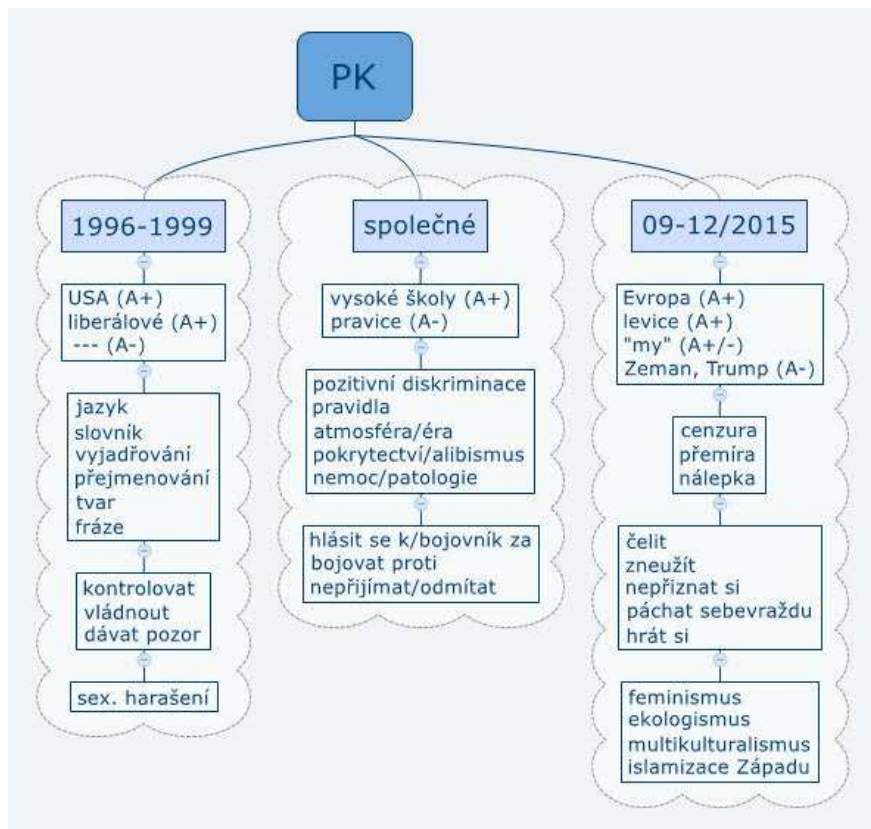 PK
1996-1999
USA (A+)
liberálové (A+)
--- (A-)
jazyk
slovník
vyjadřování
přejmenování
tvar
fráze
kontrolovat
vládnout
dávat pozor
sex. harašení
společné
vysoké školy (A+)
pravice (A-)
pozitivní diskriminace
pravidla
atmosféra/éra
pokrytectví/alibismus
nemoc/patologie
hlásit se k/bojovník za
bojovat proti
nepřijímat/odmítat
09-12/2015
Evropa (A+)
levice (A+)
"my" (A+/-)
Zeman, Trump (A-)
cenzura
přemíra
nálepka
čelit
zneužít
nepřiznat si
páchat sebevraždu
hrát si
feminismus
ekologismus
multikulturalismus
islamizace Západu